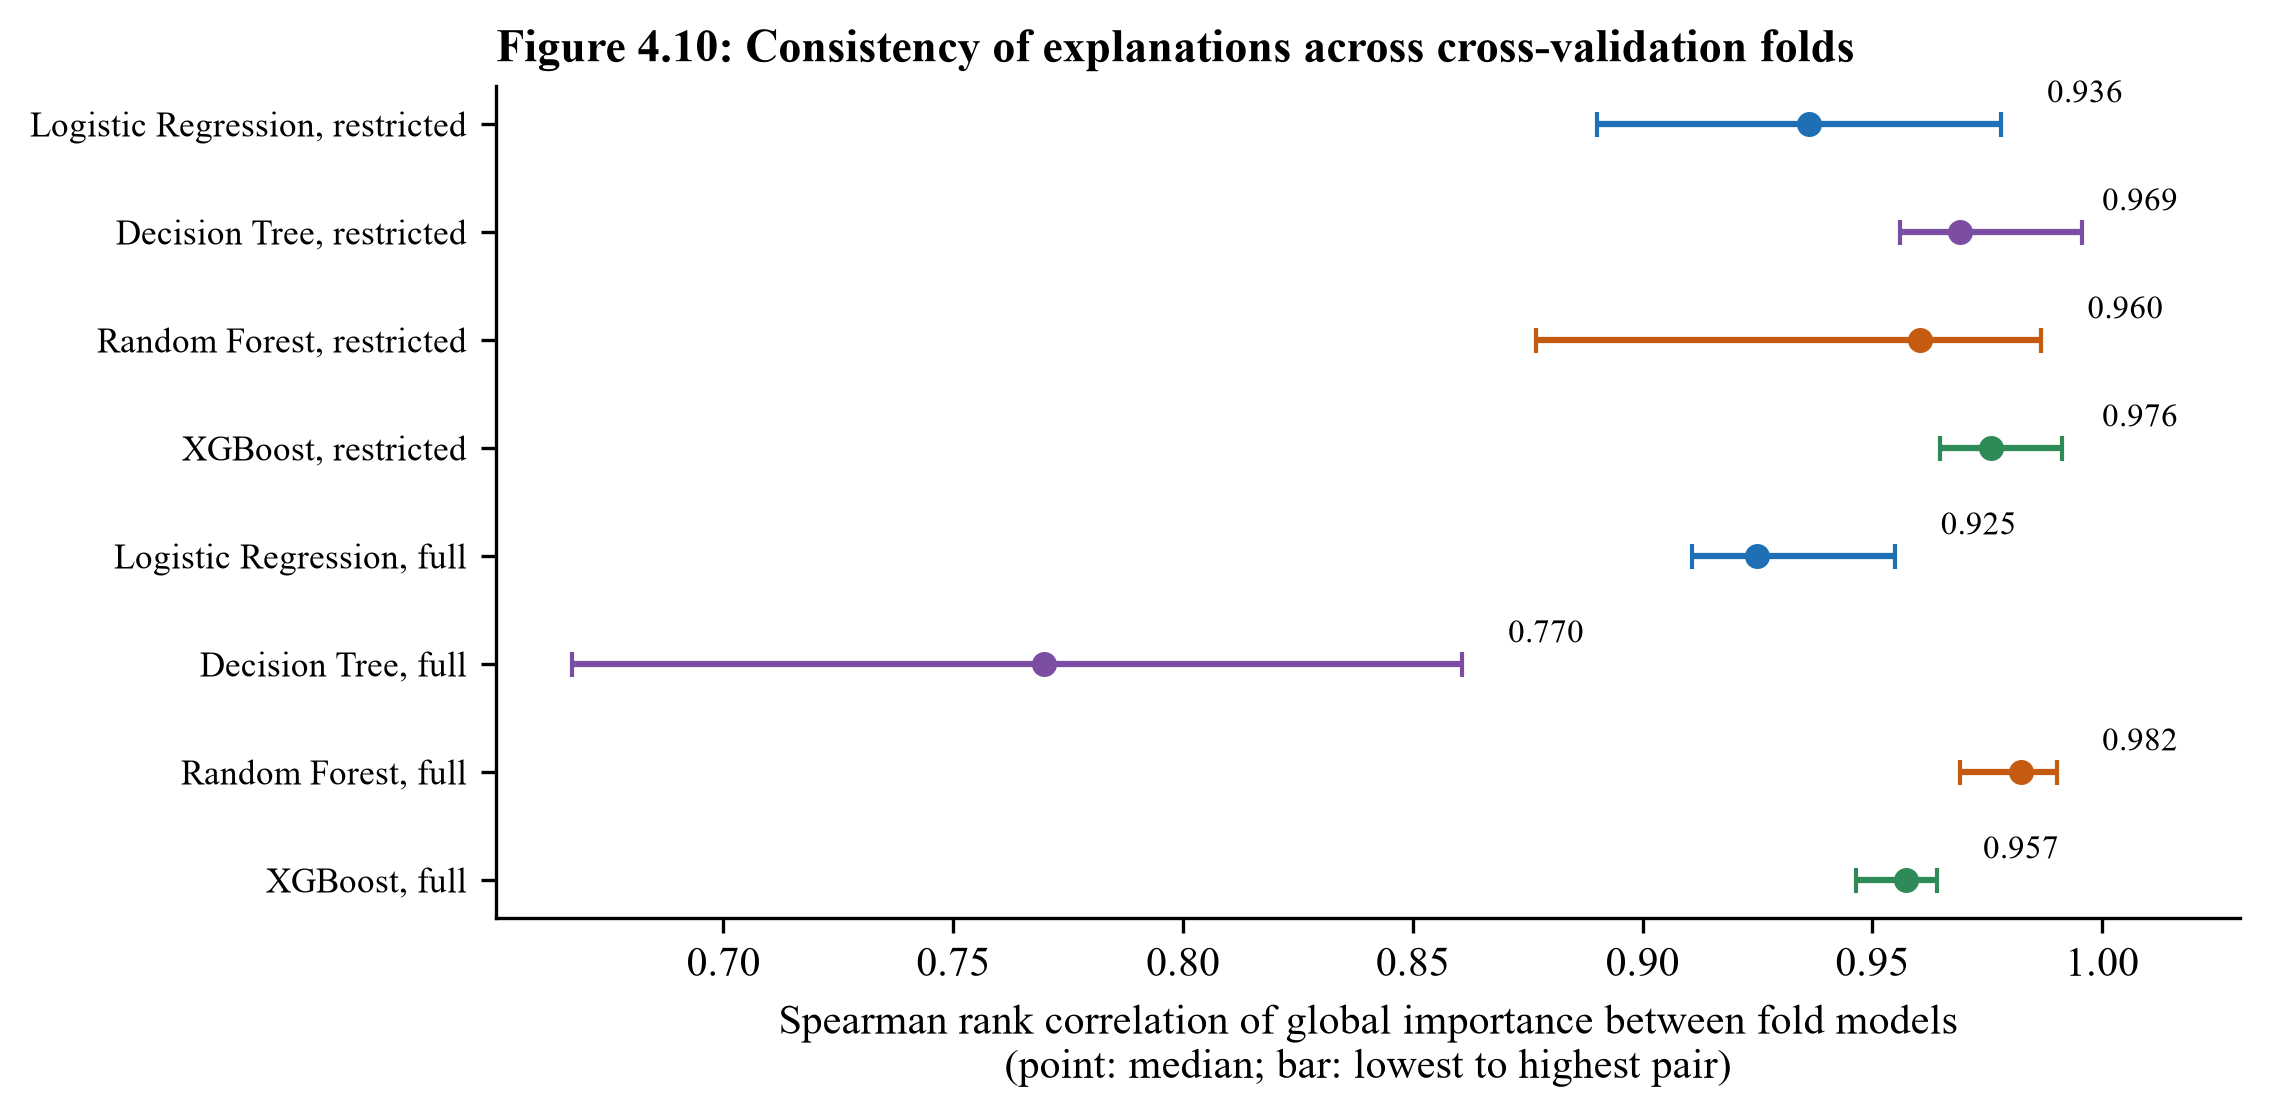 Figure 4.10: Consistency of explanations across cross-validation folds
Logistic Regression, restricted
0.936
Decision Tree, restricted
0.969
Random Forest, restricted
0.960
XGBoost, restricted
0.976
Logistic Regression, full
0.925
Decision Tree, full
0.770
Random Forest, full
0.982
XGBoost, full
0.957
0.70 0.75 0.80 0.85 0.90 0.95 1.00
Spearman rank correlation of global importance between fold models
(point: median; bar: lowest to highest pair)